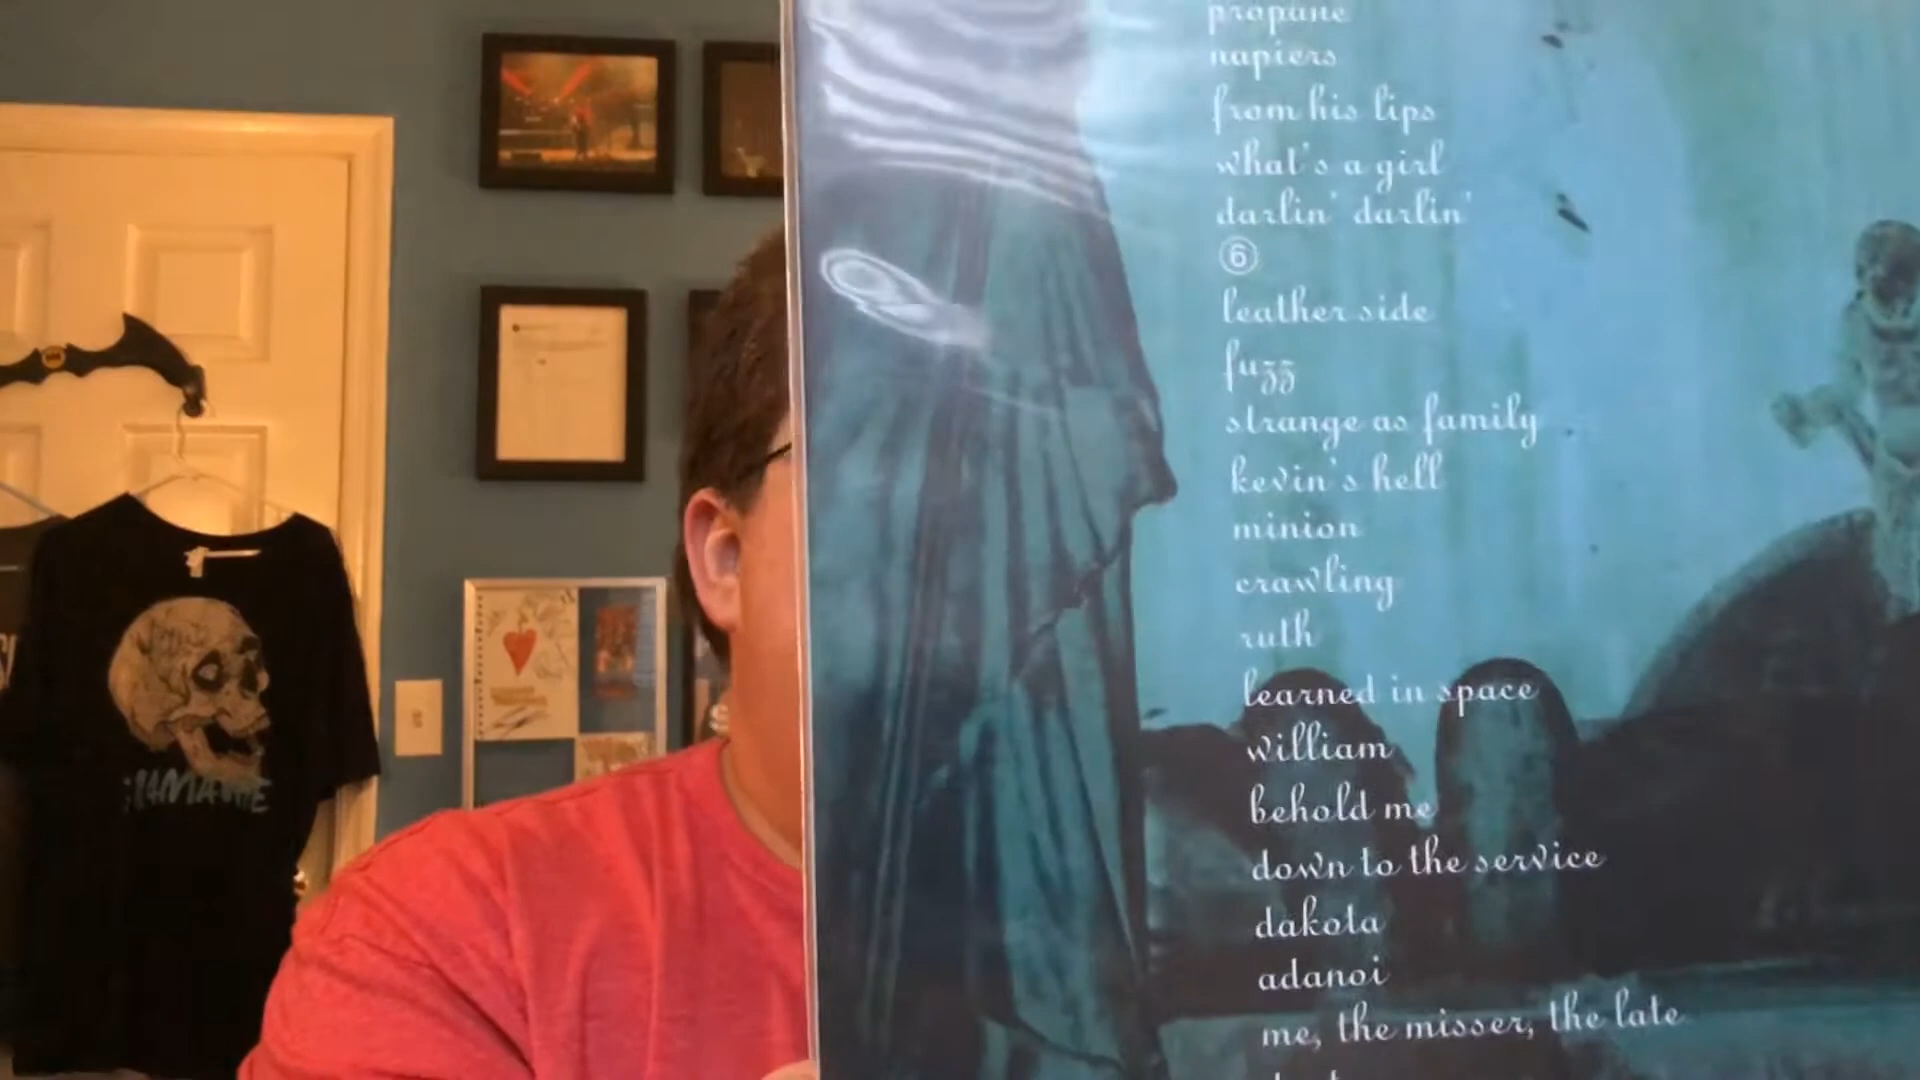 propane
napiers
from his lips
what's a girl
darlin' darlin'
6
leather side
fuzz
strange as family
kevin's hell
minion
crawling
ruth
learned in space
william
behold me
down to the service
dakota
adanoi
me, the misser, the late